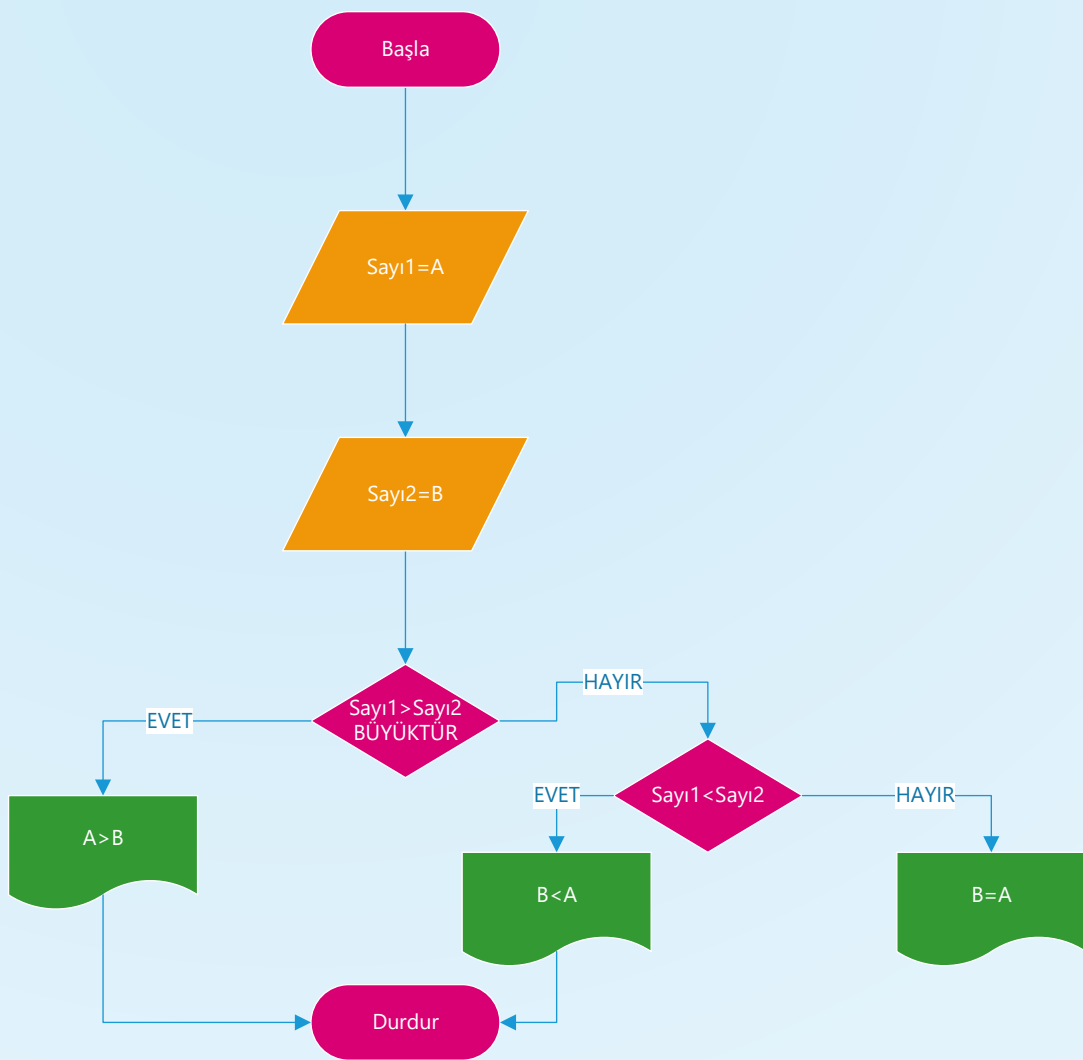 Başla
Sayı1=A
Sayı2=B
Sayı1>Sayı2
BÜYÜKTÜR
EVET
HAYIR
A>B
Sayı1<Sayı2
EVET
HAYIR
B<A
B=A
Durdur